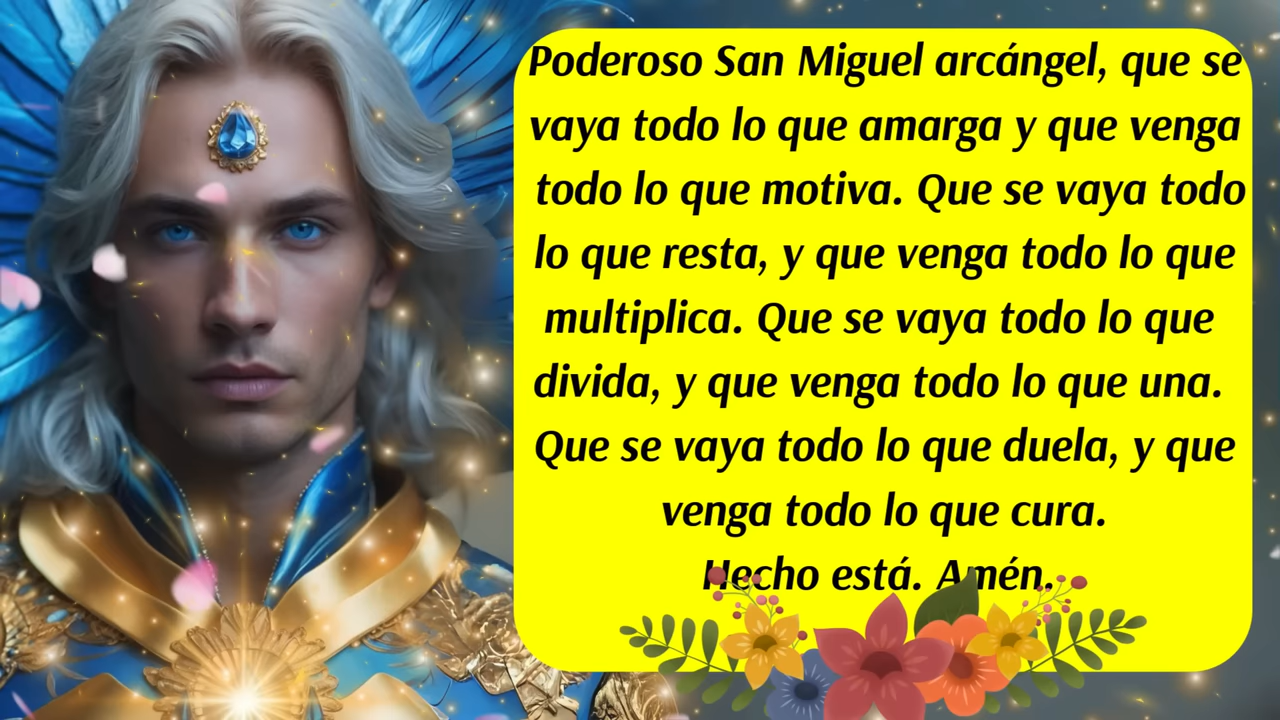 Poderoso San Miguel arcángel, que se
vaya todo lo que amarga y que venga
todo lo que motiva. Que se vaya todo
lo que resta, y que venga todo lo que
multiplica. Que se vaya todo lo que
divida, y que venga todo lo que una.
Que se vaya todo lo que duela, y que
venga todo lo que cura.
Hecho está. Amén.